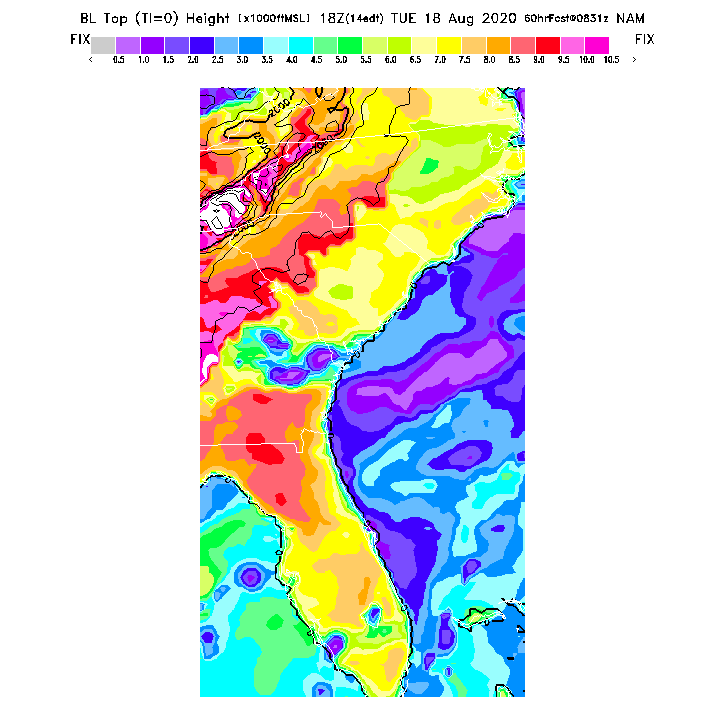 BL Top (TI=0) Height [x1000ftMSL] 18Z(14edt) TUE 18 Aug 2020 60hrFcst@0831z NAM
FIX FIX
< 0.5 1.0 1.5 2.0 2.5 3.0 3.5 4.0 4.5 5.0 5.5 6.0 6.5 7.0 7.5 8.0 8.5 9.0 9.5 10.0 10.5 >
2000
2000